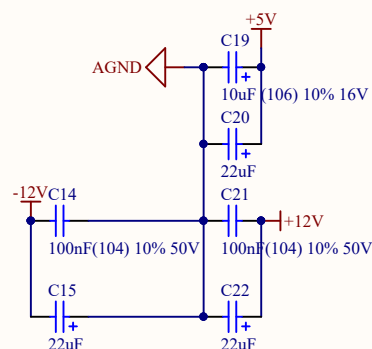 +5V
C19
AGND
10uF (106) 10% 16V
C20
22uF
-12V
C14
C21
+12V
100nF(104) 10% 50V
100nF(104) 10% 50V
C15
C22
22uF
22uF